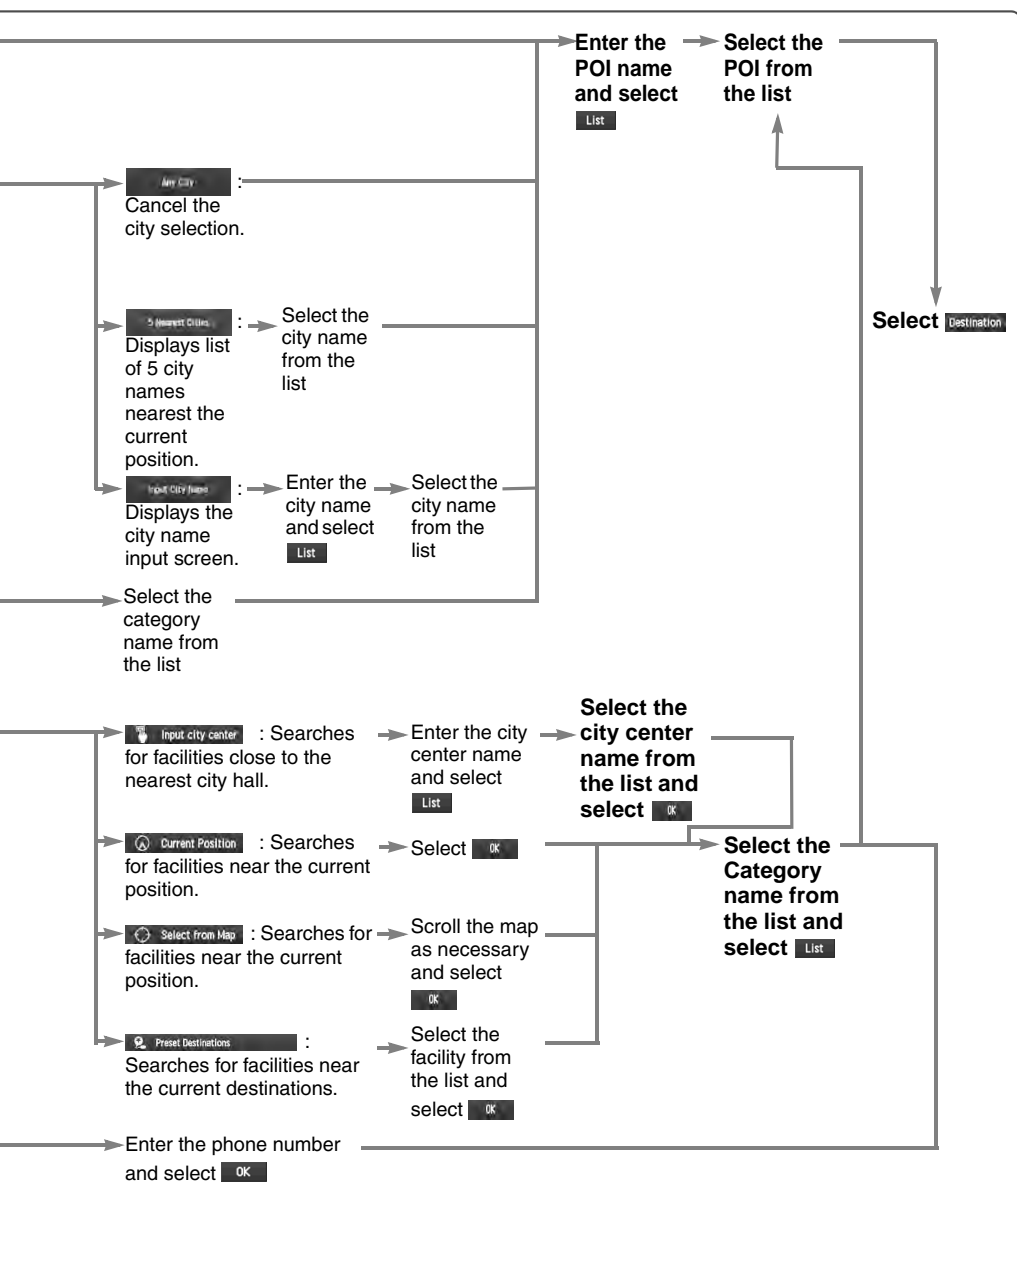 Enter the
POI name
and select
List
Select the
POI from
the list
Any City :
Cancel the
city selection.
5 Nearest Cities :
Displays list
of 5 city
names
nearest the
current
position.
Select the
city name
from the
list
Select Destination
Input City Name :
Displays the
city name
input screen.
Enter the
city name
and select
List
Select the
city name
from the
list
Select the
category
name from
the list
Input city center : Searches
for facilities close to the
nearest city hall.
Enter the city
center name
and select
List
Select the
city center
name from
the list and
select OK
Current Position : Searches
for facilities near the current
position.
Select OK
Select the
Category
name from
the list and
select List
Select from Map : Searches for
facilities near the current
position.
Scroll the map
as necessary
and select
OK
Preset Destinations :
Searches for facilities near
the current destinations.
Select the
facility from
the list and
select OK
Enter the phone number
and select OK